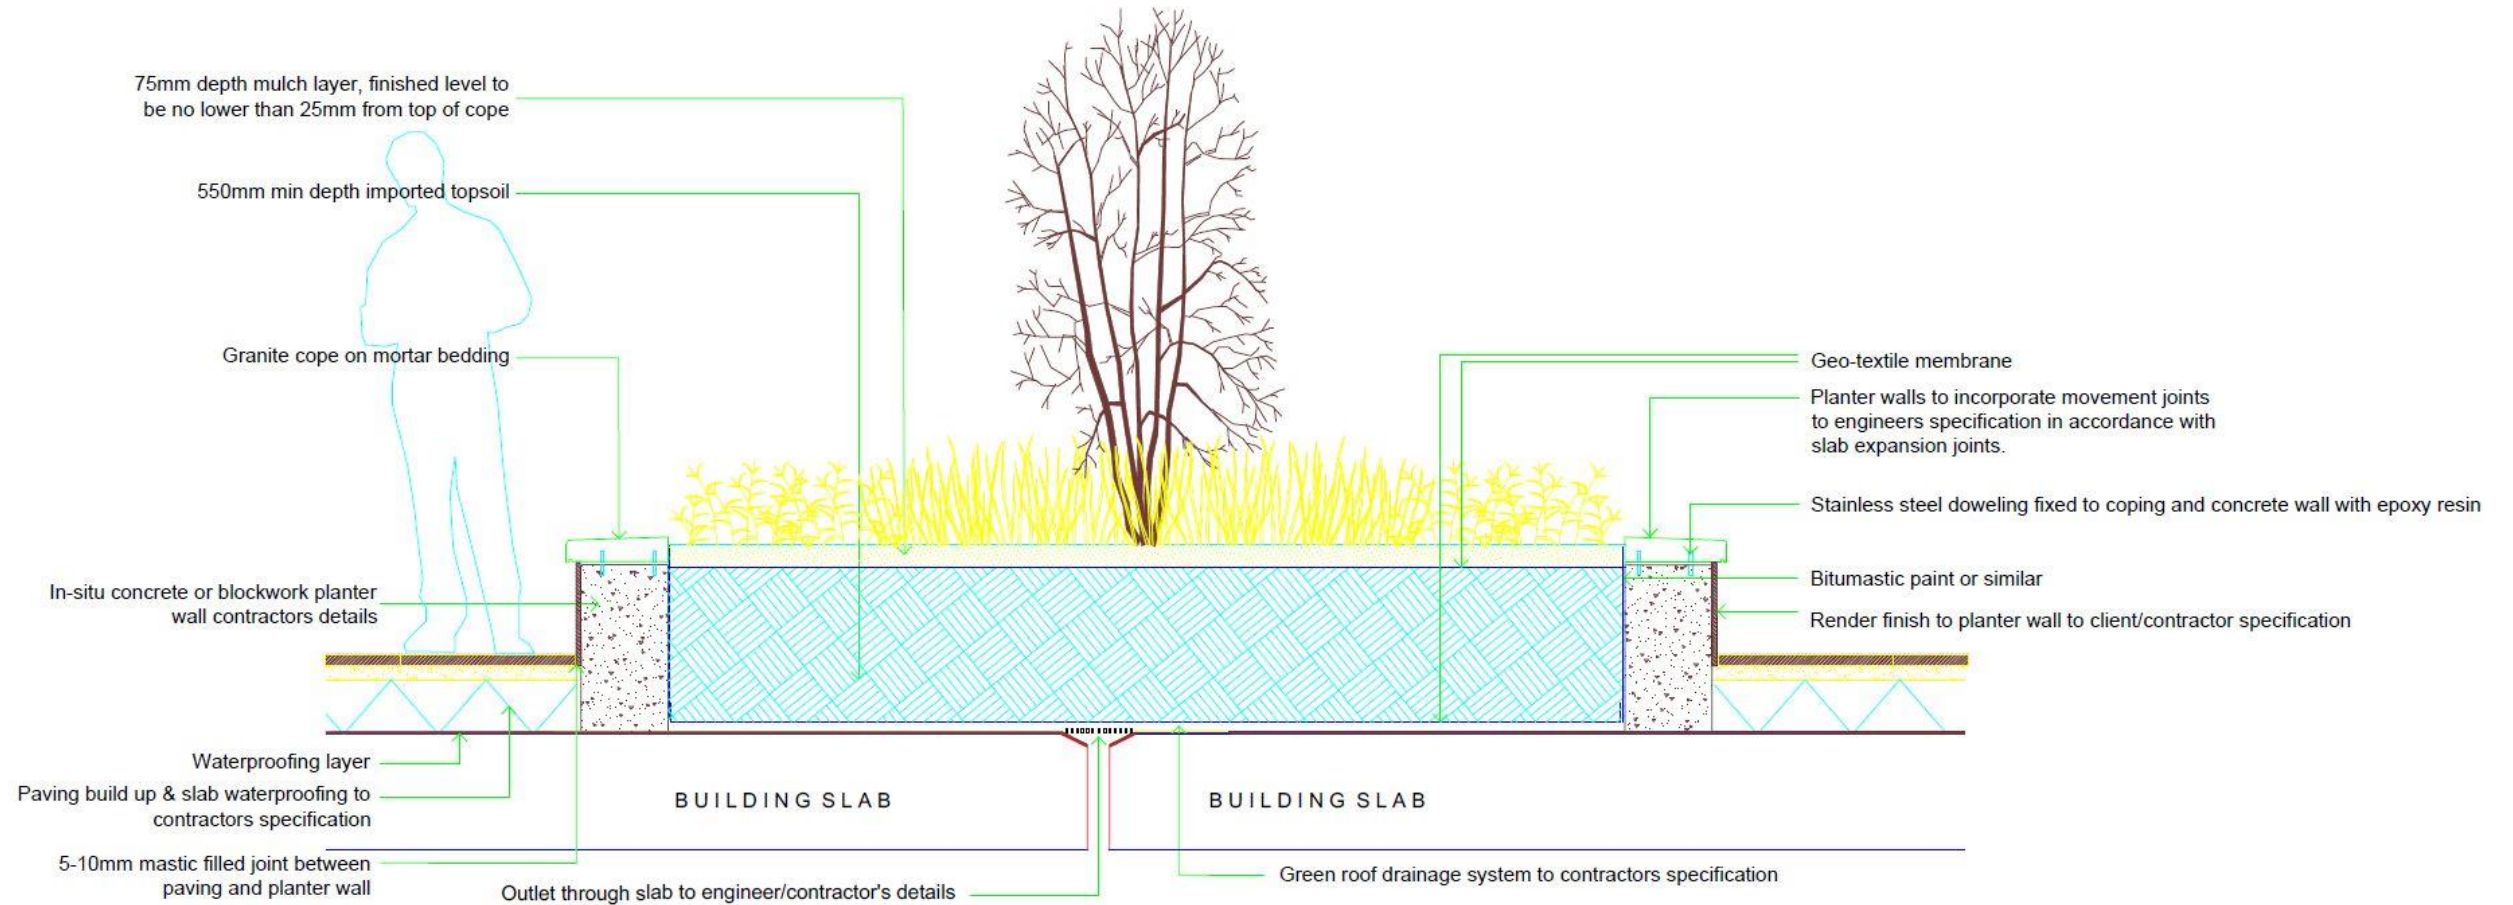 75mm depth mulch layer, finished level to
be no lower than 25mm from top of cope
550mm min depth imported topsoil
Granite cope on mortar bedding
In-situ concrete or blockwork planter
wall contractors details
Waterproofing layer
Paving build up & slab waterproofing to
contractors specification
5-10mm mastic filled joint between
paving and planter wall
Outlet through slab to engineer/contractor's details
BUILDING SLAB
BUILDING SLAB
Geo-textile membrane
Planter walls to incorporate movement joints
to engineers specification in accordance with
slab expansion joints.
Stainless steel doweling fixed to coping and concrete wall with epoxy resin
Bitumastic paint or similar
Render finish to planter wall to client/contractor specification
Green roof drainage system to contractors specification